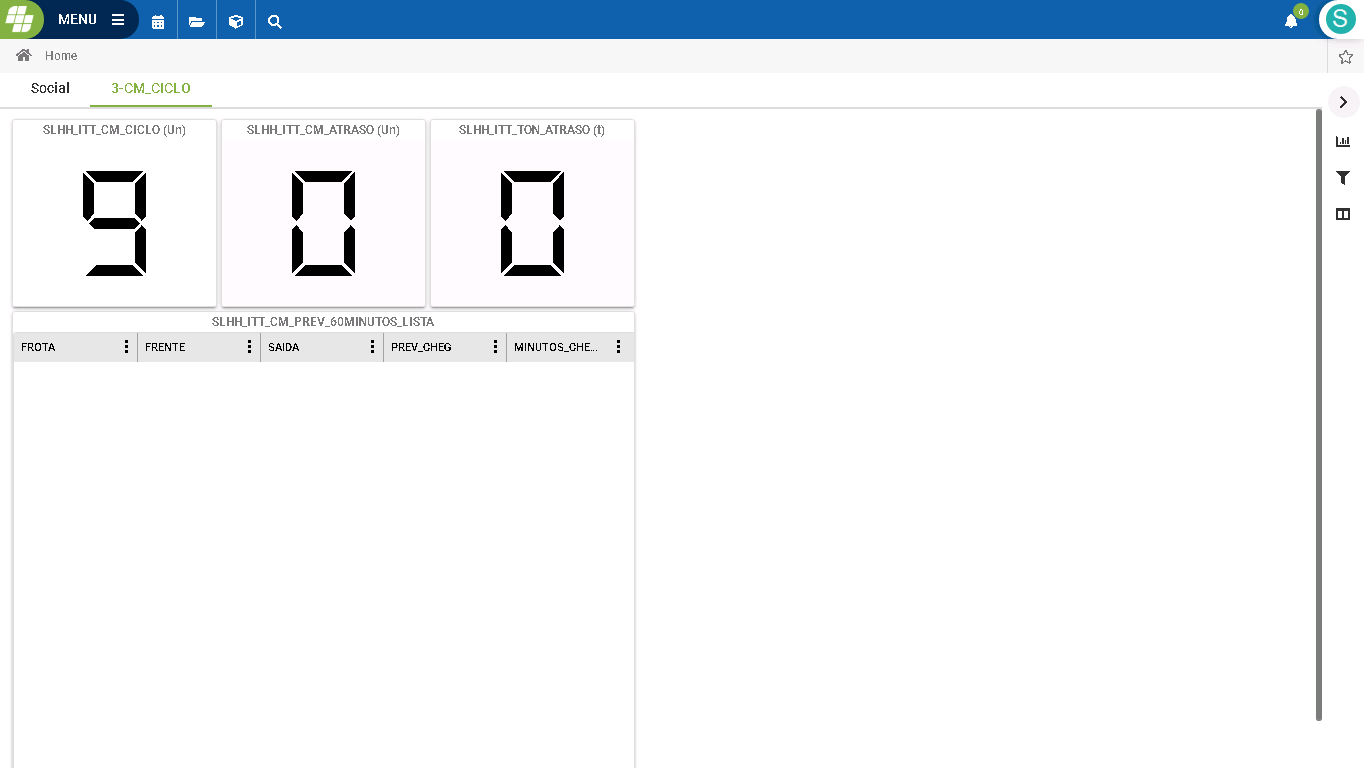 MENU
0
S
Home
Social
3-CM_CICLO
SLHH_ITT_CM_CICLO (Un)
SLHH_ITT_CM_ATRASO (Un)
SLHH_ITT_TON_ATRASO (t)
9
0
0
SLHH_ITT_CM_PREV_60MINUTOS_LISTA
FROTA
FRENTE
SAIDA
PREV_CHEG
MINUTOS_CHE...